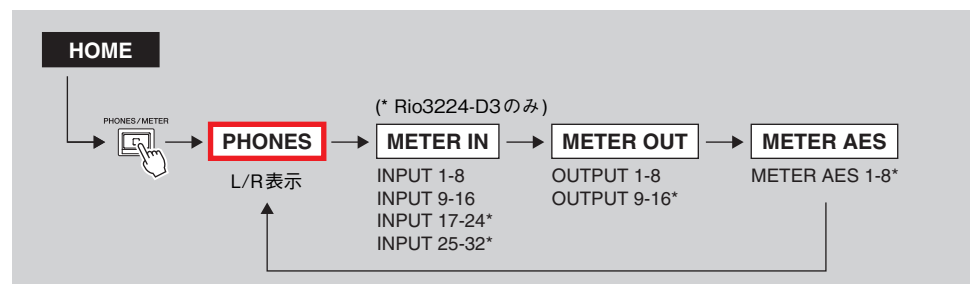 HOME
(* Rio3224-D3のみ)
PHONES/METER
PHONES
METER IN
METER OUT
METER AES
L/R表示
INPUT 1-8
INPUT 9-16
INPUT 17-24*
INPUT 25-32*
OUTPUT 1-8
OUTPUT 9-16*
METER AES 1-8*